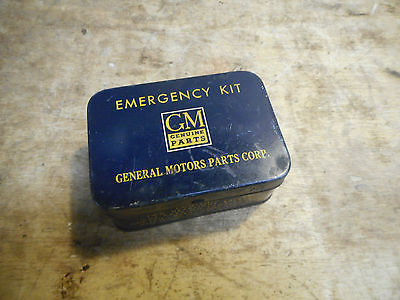 EMERGENCY KIT
GM
GENUINE
PARTS
GENERAL MOTORS PARTS CORP.